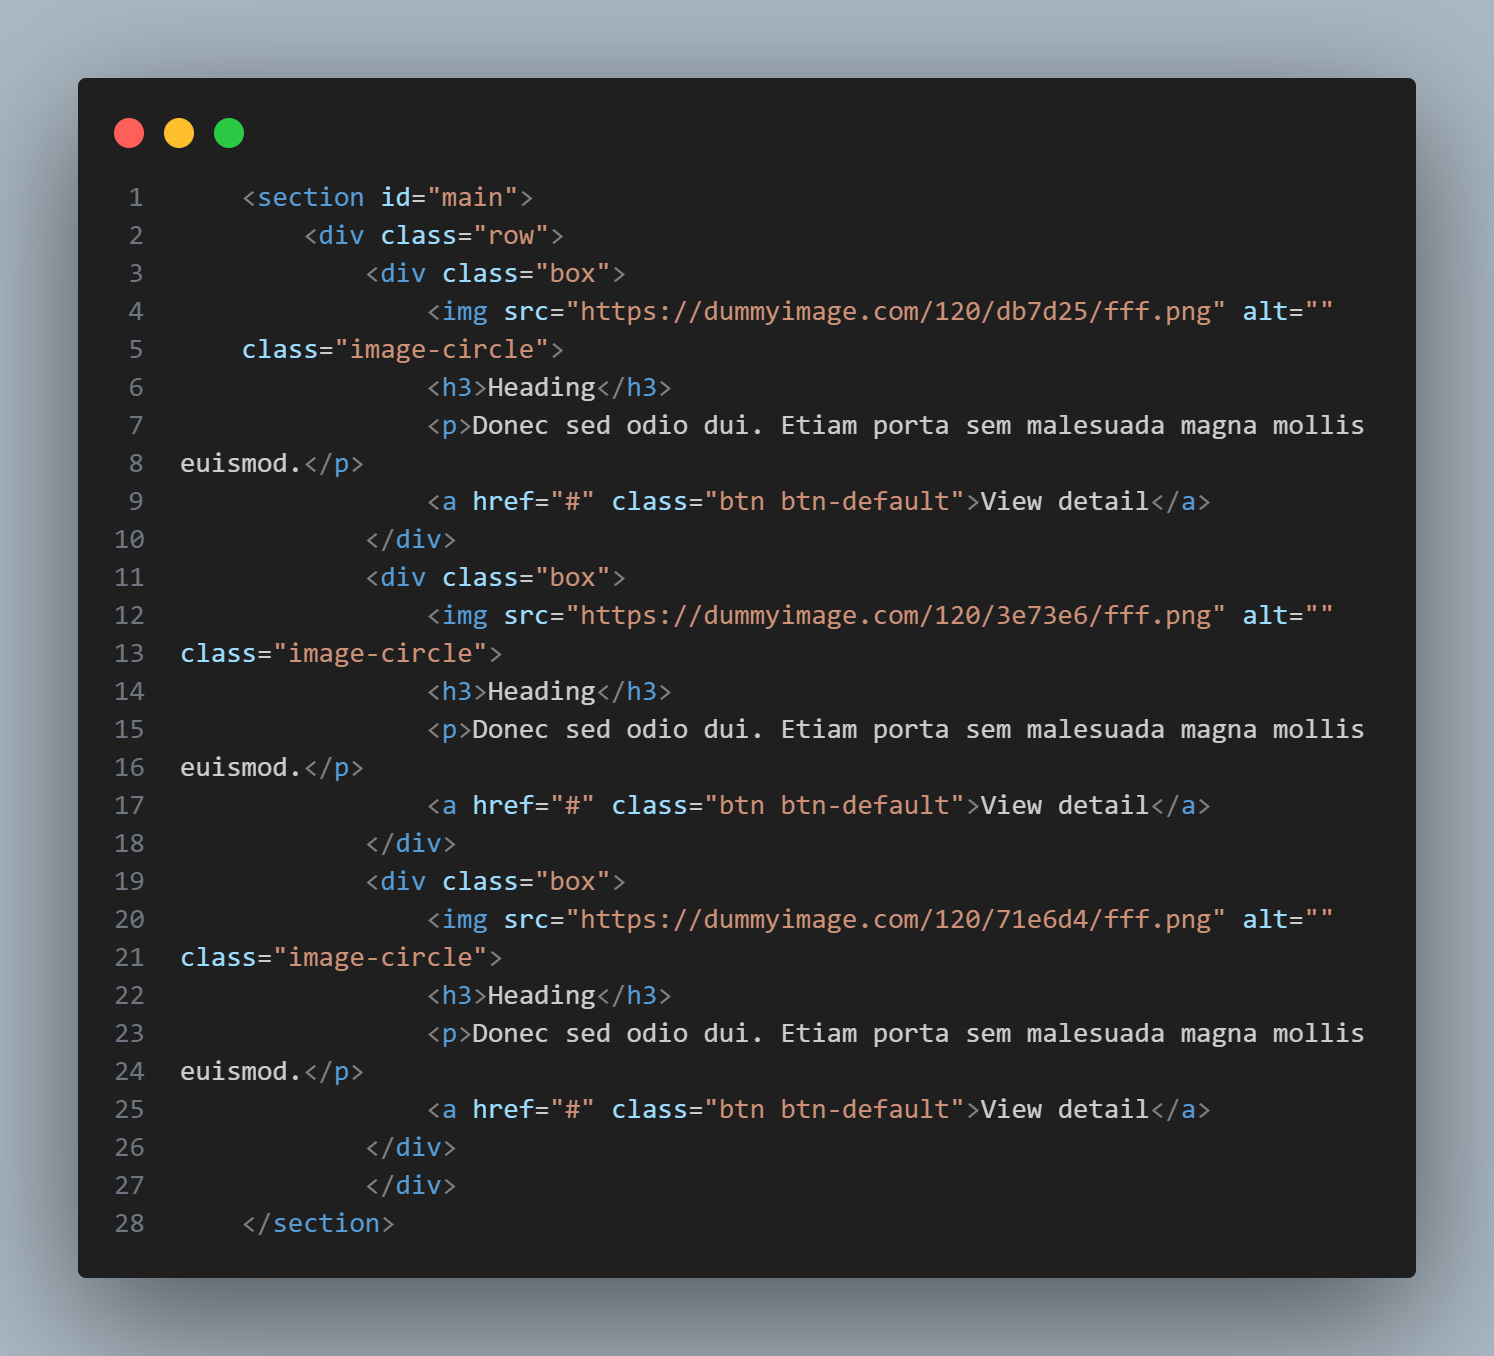 1 <section id="main">
2 <div class="row">
3 <div class="box">
4 <img src="https://dummyimage.com/120/db7d25/fff.png" alt=""
5 class="image-circle">
6 <h3>Heading</h3>
7 <p>Donec sed odio dui. Etiam porta sem malesuada magna mollis
8 euismod.</p>
9 <a href="#" class="btn btn-default">View detail</a>
10 </div>
11 <div class="box">
12 <img src="https://dummyimage.com/120/3e73e6/fff.png" alt=""
13 class="image-circle">
14 <h3>Heading</h3>
15 <p>Donec sed odio dui. Etiam porta sem malesuada magna mollis
16 euismod.</p>
17 <a href="#" class="btn btn-default">View detail</a>
18 </div>
19 <div class="box">
20 <img src="https://dummyimage.com/120/71e6d4/fff.png" alt=""
21 class="image-circle">
22 <h3>Heading</h3>
23 <p>Donec sed odio dui. Etiam porta sem malesuada magna mollis
24 euismod.</p>
25 <a href="#" class="btn btn-default">View detail</a>
26 </div>
27 </div>
28 </section>